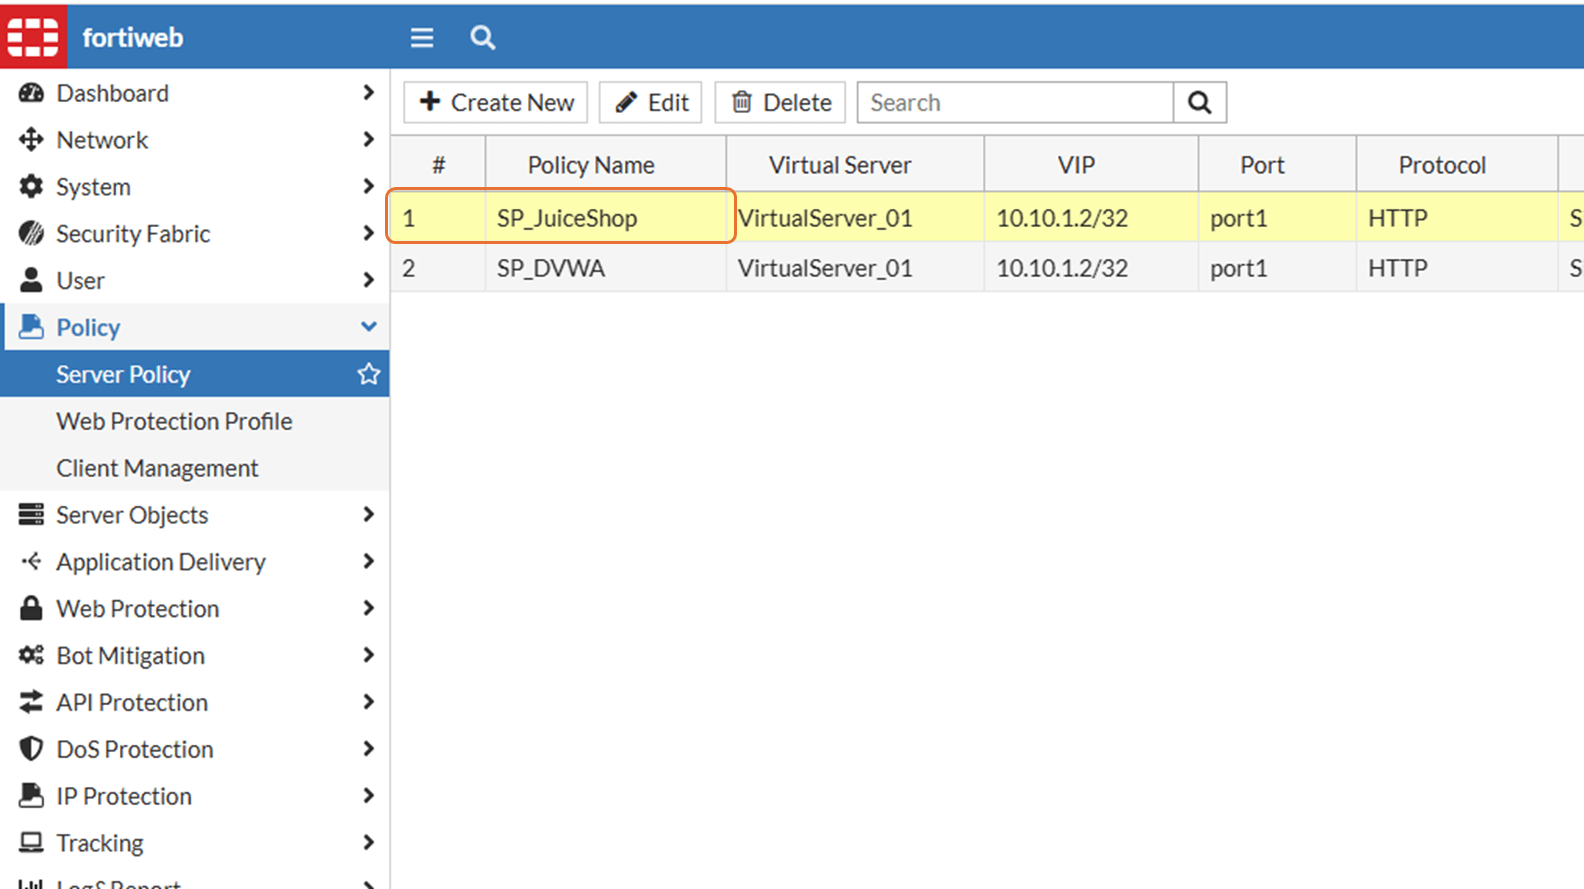 fortiweb
Dashboard
Network
System
Security Fabric
User
Policy
Server Policy
Web Protection Profile
Client Management
Server Objects
Application Delivery
Web Protection
Bot Mitigation
API Protection
DoS Protection
IP Protection
Tracking
Log&Report
Create New Edit Delete Search
# Policy Name Virtual Server VIP Port Protocol
1 SP_JuiceShop VirtualServer_01 10.10.1.2/32 port1 HTTP S
2 SP_DVWA VirtualServer_01 10.10.1.2/32 port1 HTTP S